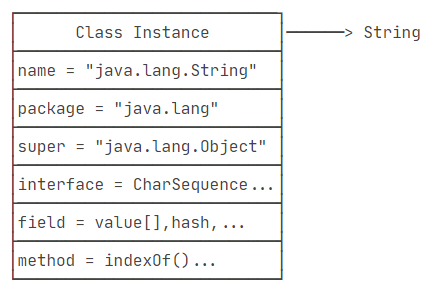 Class Instance ──────> String
name = "java.lang.String"
package = "java.lang"
super = "java.lang.Object"
interface = CharSequence...
field = value[],hash,...
method = indexOf()...